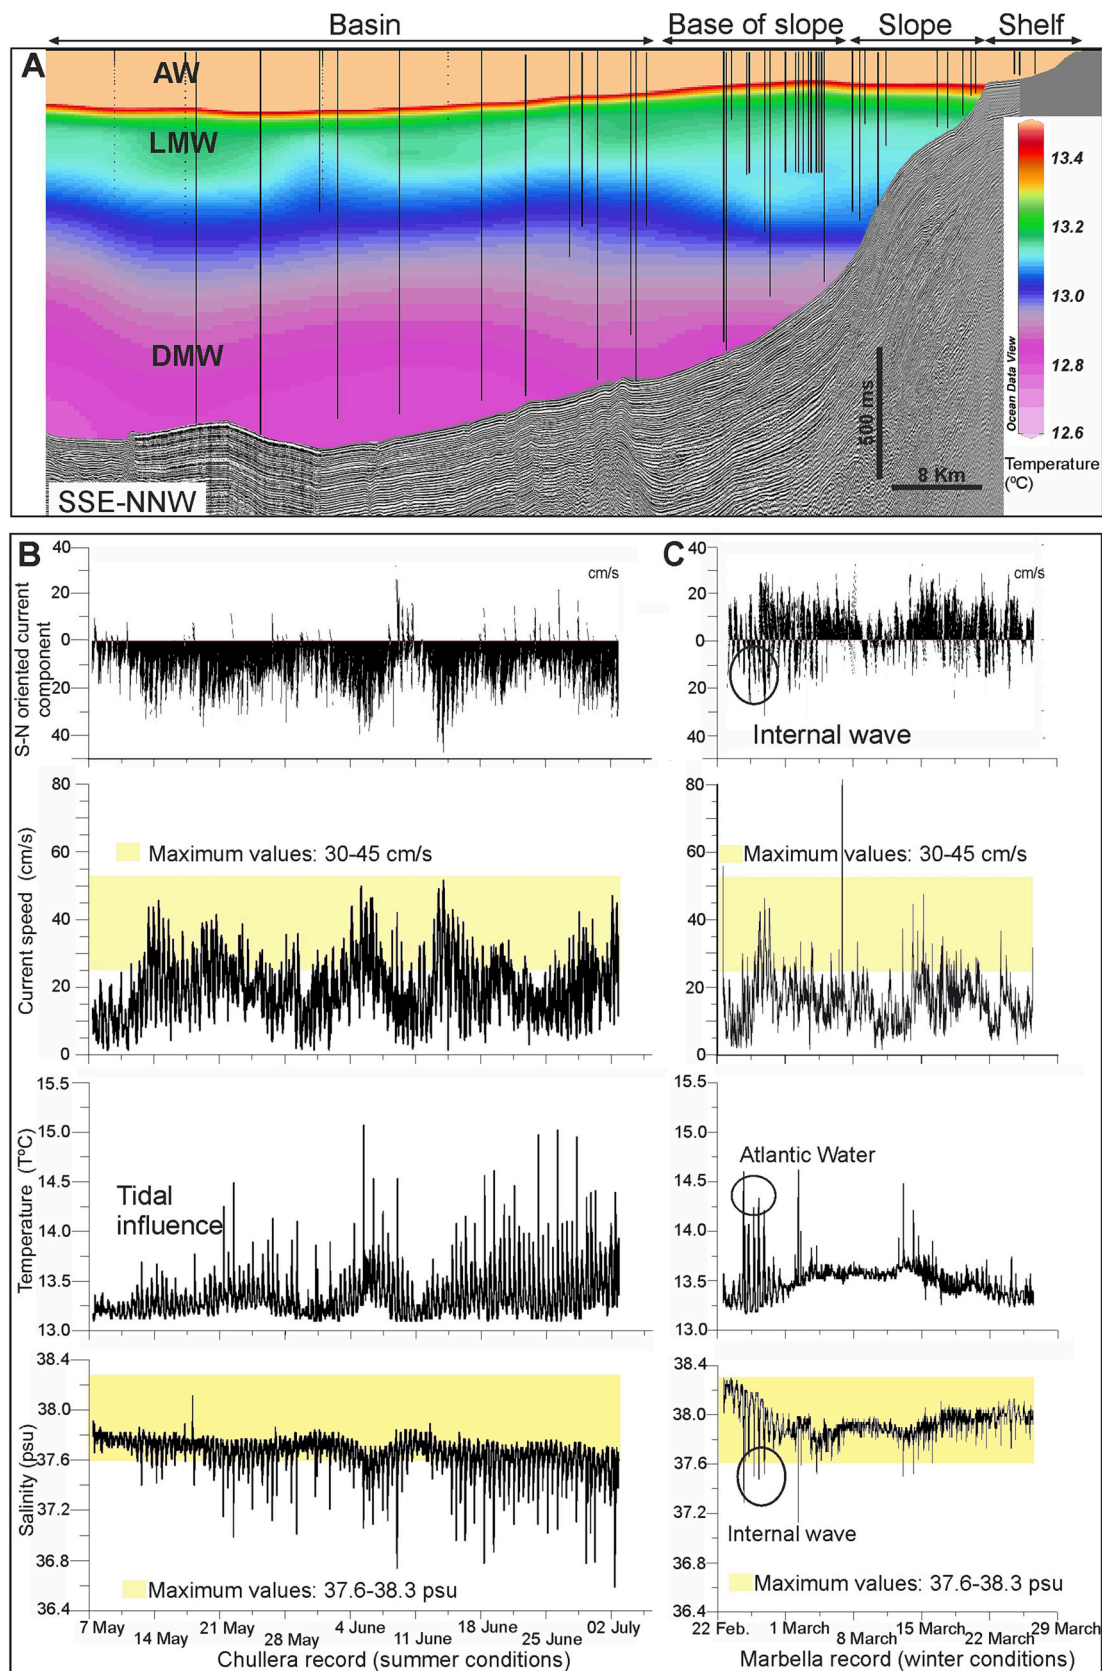 Basin Base of slope Slope Shelf
A
AW
LMW
DMW
13.4
13.2
13.0
12.8
12.6
Ocean Data View
Temperature
(ºC)
500 ms
8 Km
SSE-NNW
B
S-N oriented current
component
40
20
0
20
40
cm/s
C
40
20
0
20
40
cm/s
Internal wave
Current speed (cm/s)
80
60
40
20
0
Maximum values: 30-45 cm/s
80
60
40
20
0
Maximum values: 30-45 cm/s
Temperature (TºC)
15.5
15.0
14.5
14.0
13.5
13.0
Tidal
influence
15.5
15.0
14.5
14.0
13.5
13.0
Atlantic Water
Salinity (psu)
38.4
38.0
37.6
37.2
36.8
36.4
Maximum values: 37.6-38.3 psu
38.4
38.0
37.6
37.2
36.8
36.4
Internal wave
Maximum values: 37.6-38.3 psu
7 May 14 May 21 May 28 May 4 June 11 June 18 June 25 June 02 July
Chullera record (summer conditions)
22 Feb. 1 March 8 March 15 March 22 March 29 March
Marbella record (winter conditions)